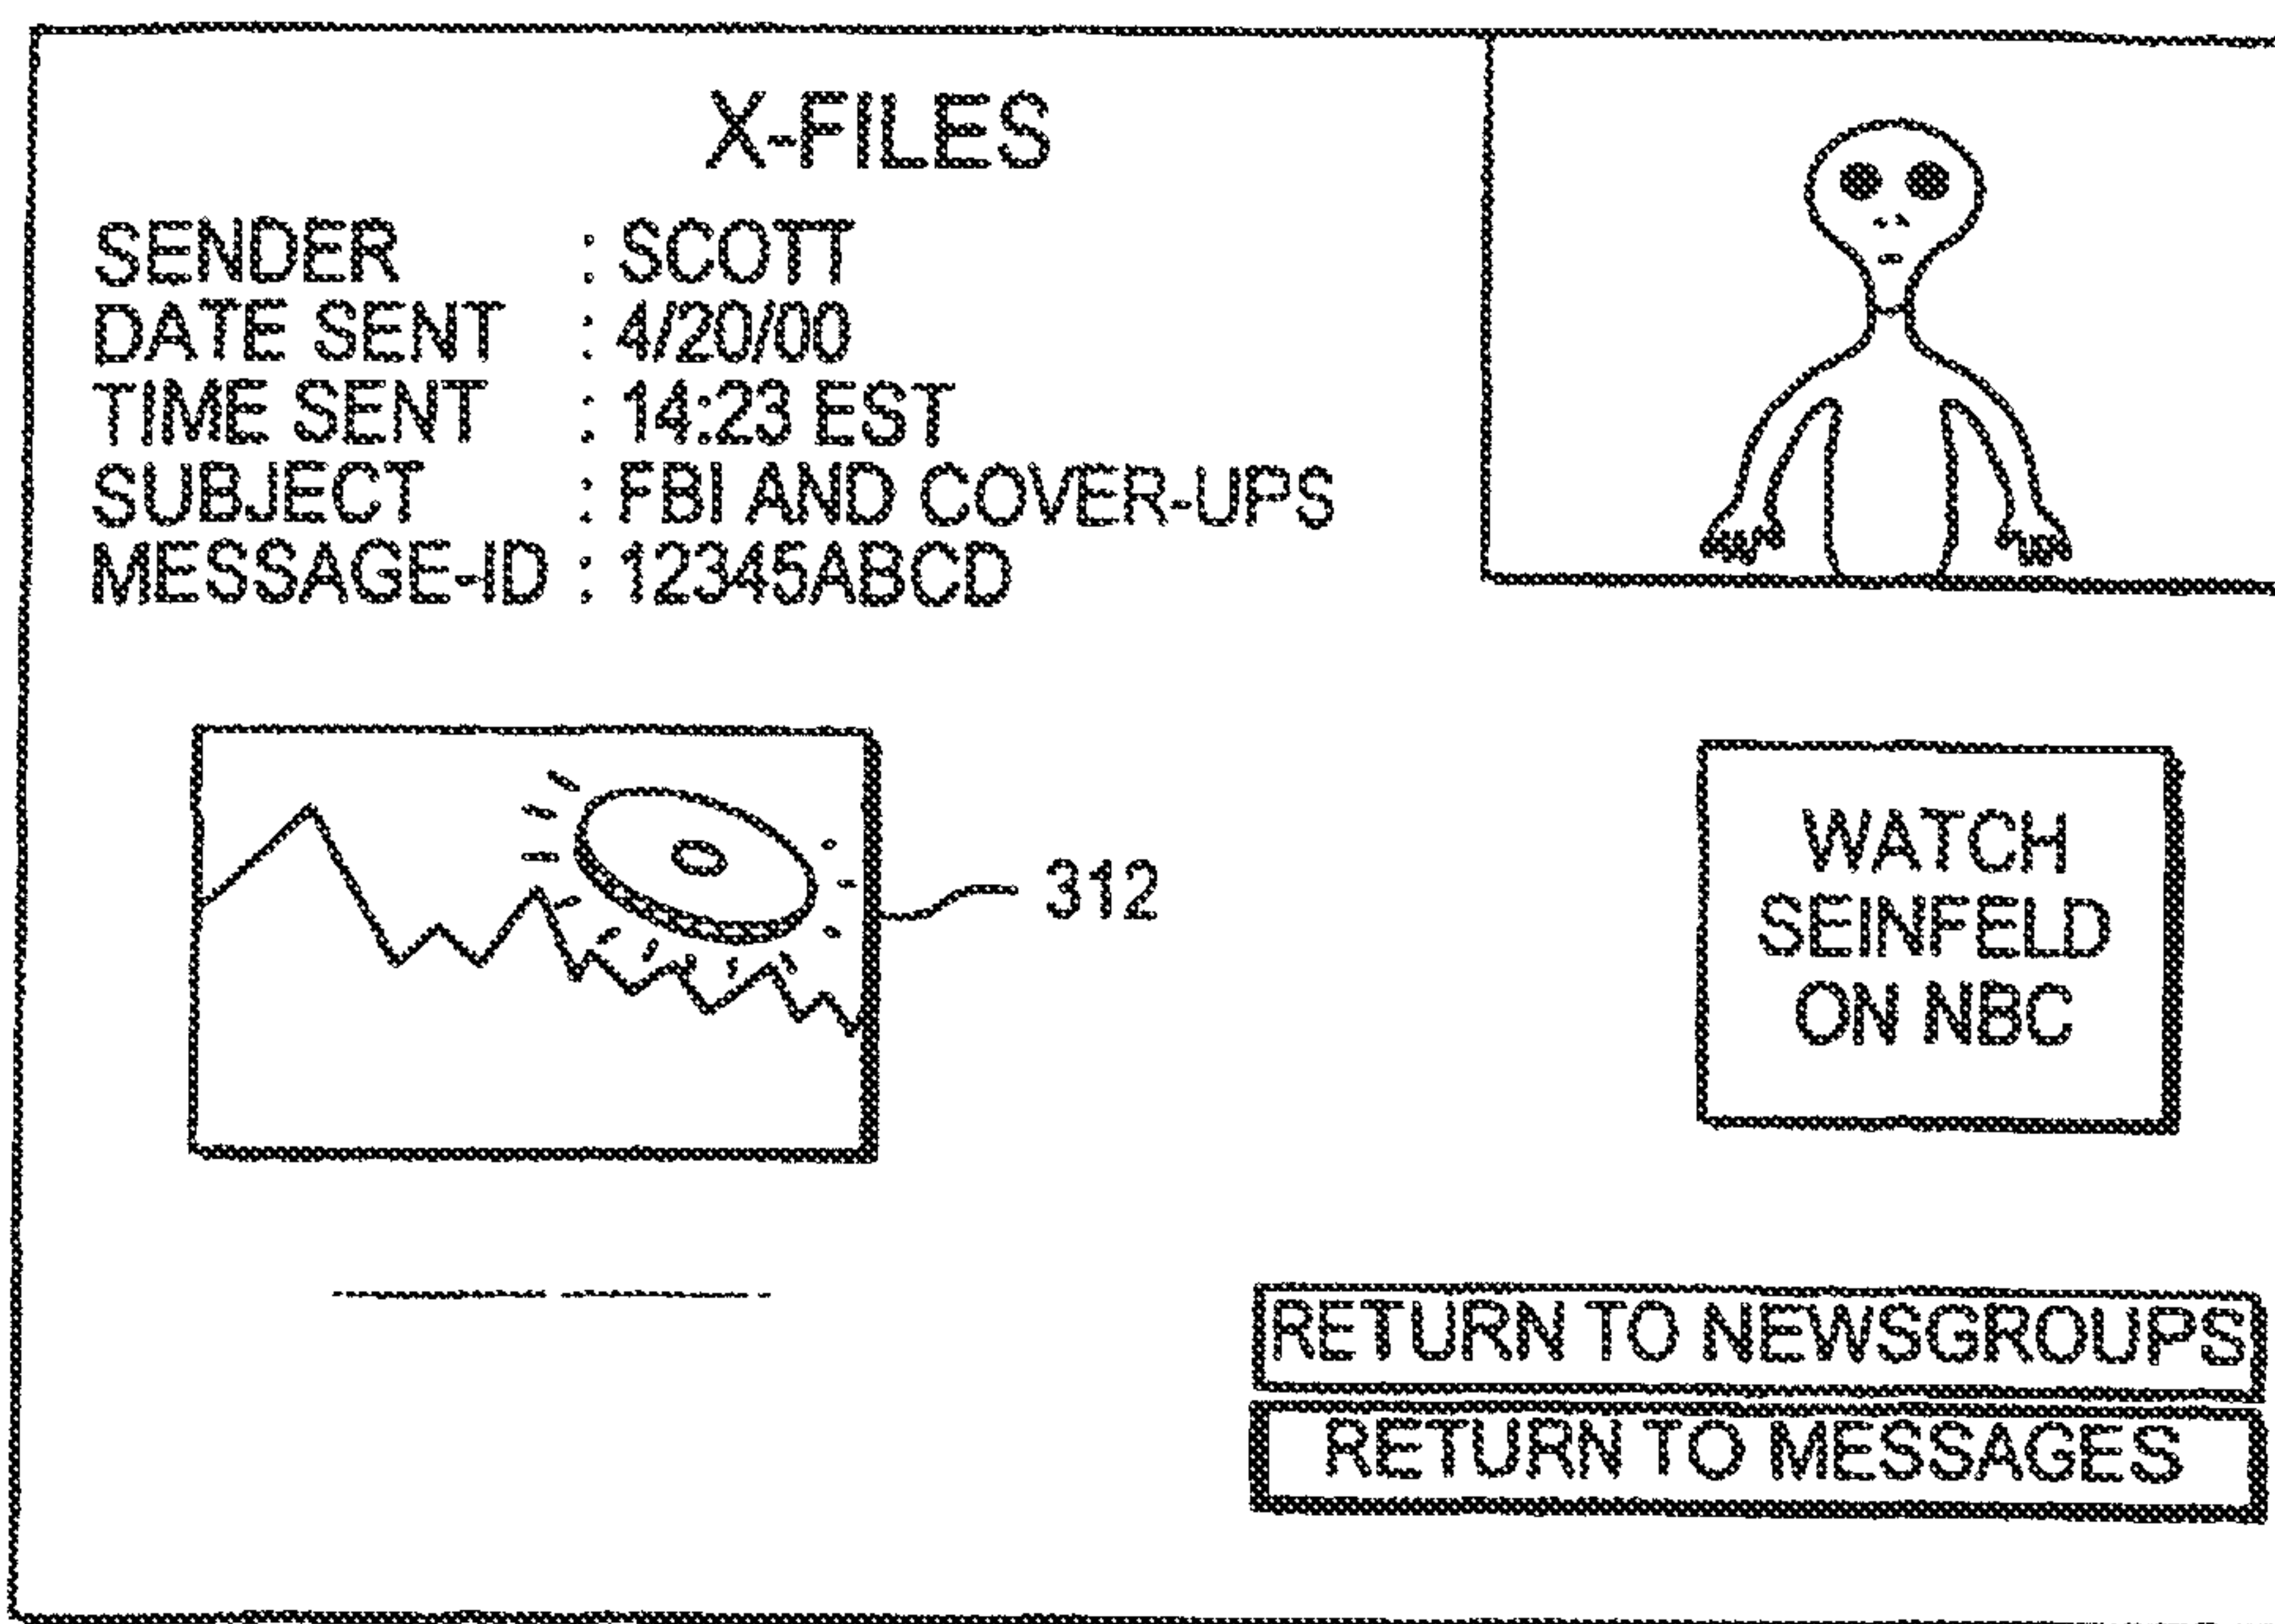 X-FILES
SENDER : SCOTT
DATE SENT : 4/20/00
TIME SENT : 14:23 EST
SUBJECT : FBI AND COVER-UPS
MESSAGE-ID : 12345ABCD
312
WATCH
SEINFELD
ON NBC
RETURN TO NEWSGROUPS
RETURN TO MESSAGES